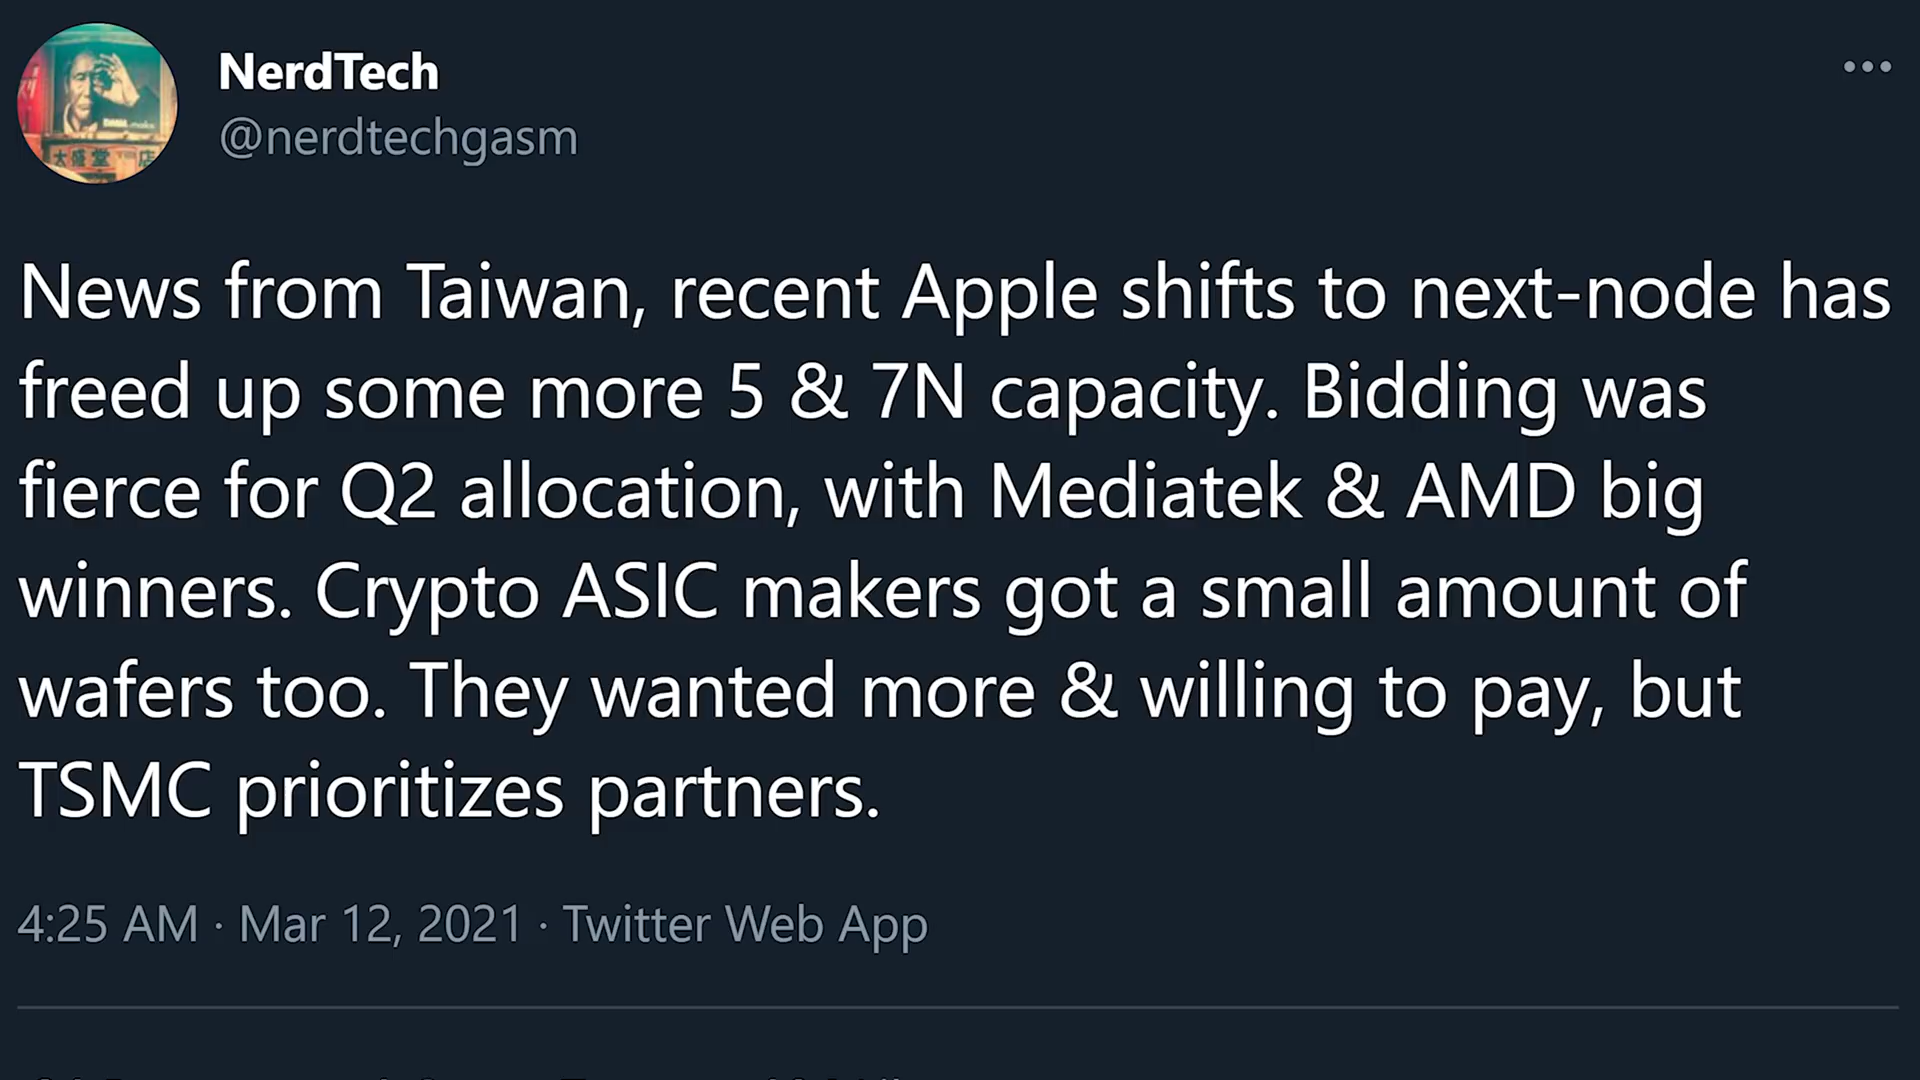 NerdTech
@nerdtechgasm
News from Taiwan, recent Apple shifts to next-node has
freed up some more 5 & 7N capacity. Bidding was
fierce for Q2 allocation, with Mediatek & AMD big
winners. Crypto ASIC makers got a small amount of
wafers too. They wanted more & willing to pay, but
TSMC prioritizes partners.
4:25 AM · Mar 12, 2021 · Twitter Web App